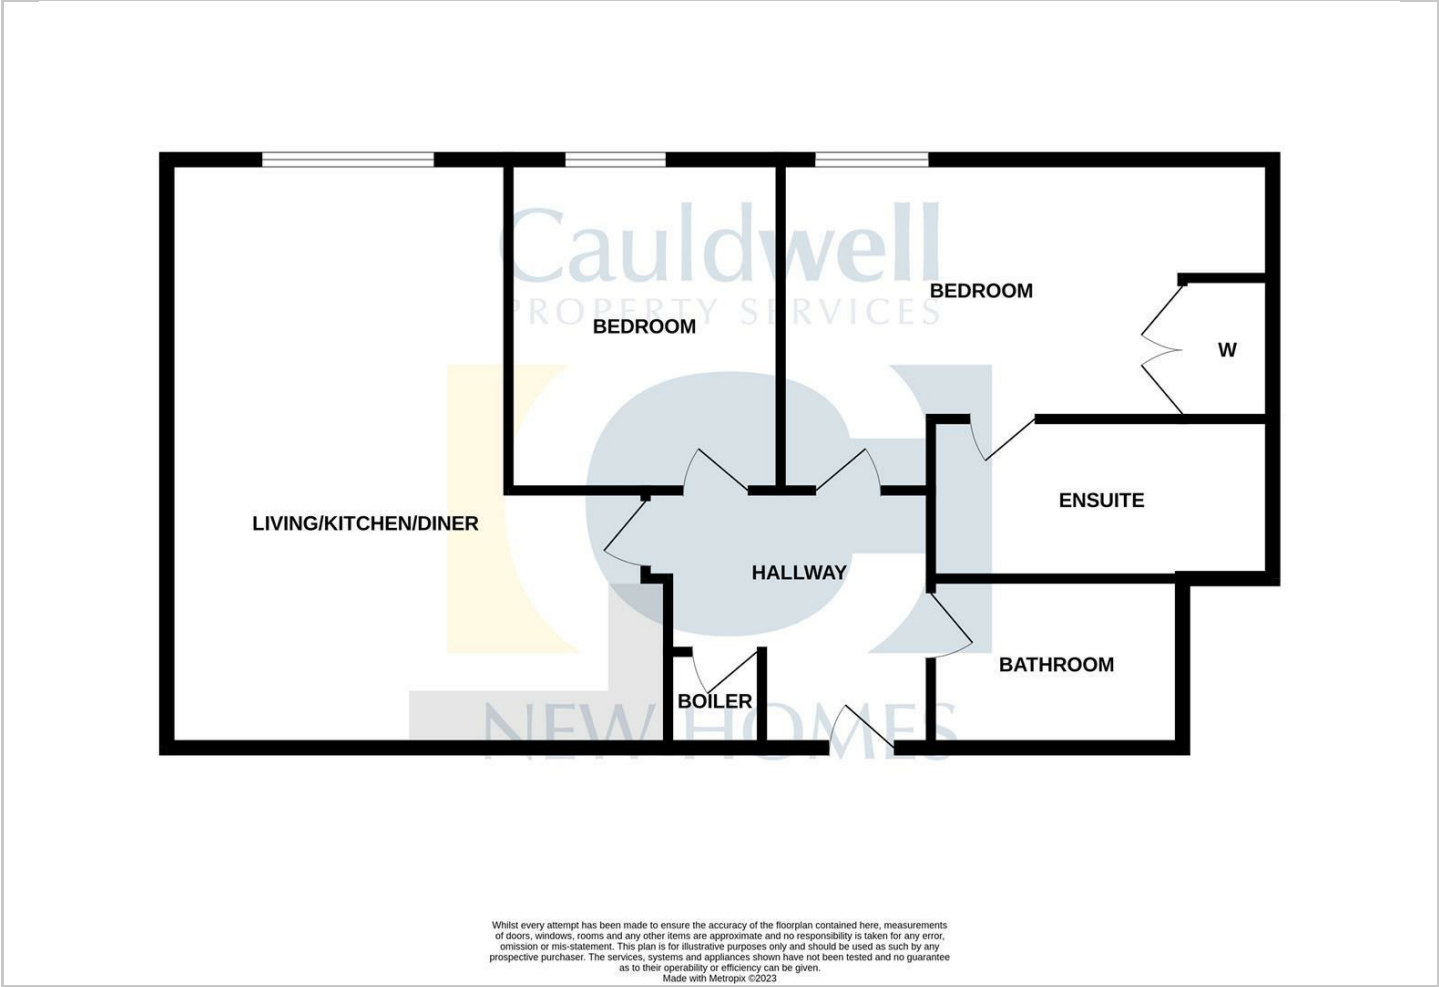 Cauldwell
PROPERTY SERVICES
BEDROOM
BEDROOM
W
ENSUITE
LIVING/KITCHEN/DINER
HALLWAY
BATHROOM
BOILER
NEW HOMES
Whilst every attempt has been made to ensure the accuracy of the floorplan contained here, measurements
of doors, windows, rooms and any other items are approximate and no responsibility is taken for any error,
omission or mis-statement. This plan is for illustrative purposes only and should be used as such by any
prospective purchaser. The services, systems and appliances shown have not been tested and no guarantee
as to their operability or efficiency can be given.
Made with Metropix ©2023